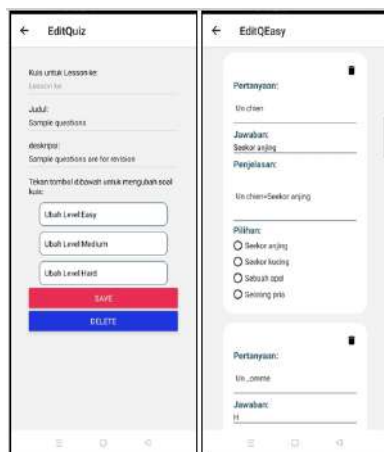 EditQuiz
Kuis untuk Lesson ke:
Lesson ke
Judul:
Sample questions
deskripsi:
Sample questions are for revision
Tekan tombol dibawah untuk mengubah soal
kuis:
Ubah Level Easy
Ubah Level Medium
Ubah Level Hard
SAVE
DELETE
EditQEasy
Pertanyaan:
Un chien
Jawaban:
Seekor anjing
Penjelasan:
Un chien=Seekor anjing
Pilihan:
Seekor anjing
Seekor kucing
Sebuah apel
Seorang pria
Pertanyaan:
Un _omme
Jawaban:
H